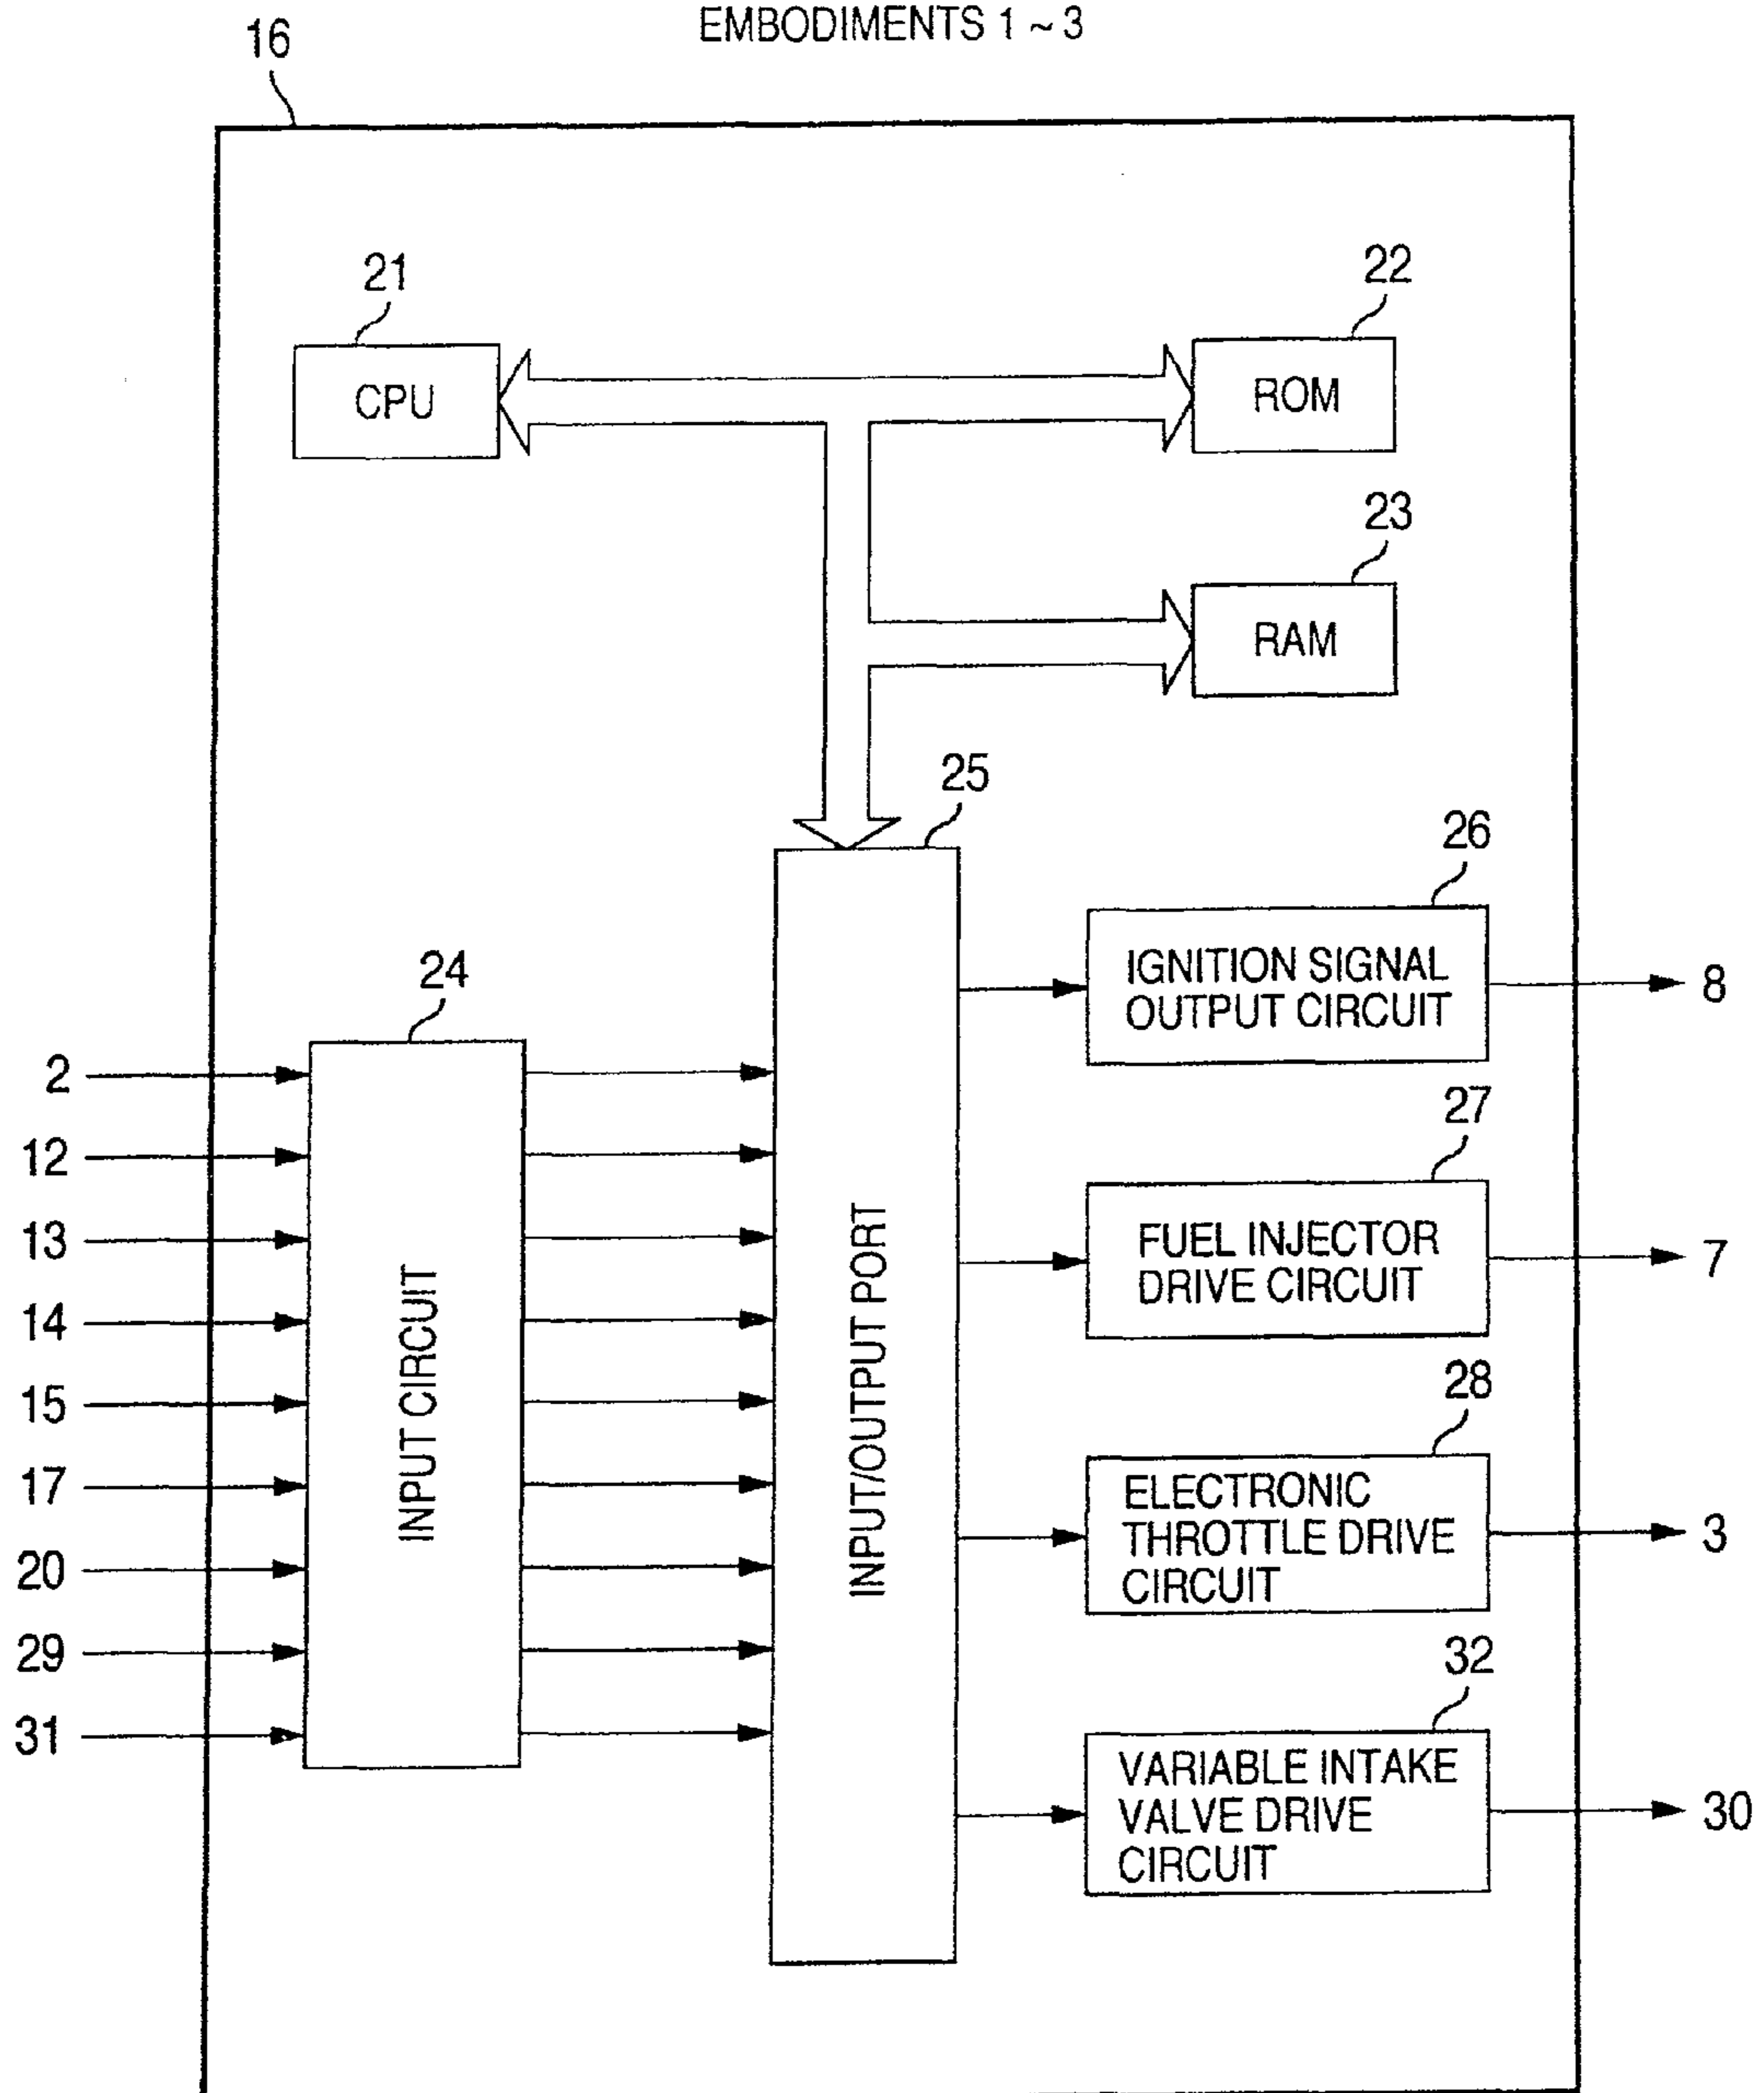 EMBODIMENTS 1 ~ 3
16
21
CPU
22
ROM
23
RAM
25
INPUT/OUTPUT PORT
24
INPUT CIRCUIT
2
12
13
14
15
17
20
29
31
26
IGNITION SIGNAL
OUTPUT CIRCUIT
8
27
FUEL INJECTOR
DRIVE CIRCUIT
7
28
ELECTRONIC
THROTTLE DRIVE
CIRCUIT
3
32
VARIABLE INTAKE
VALVE DRIVE
CIRCUIT
30